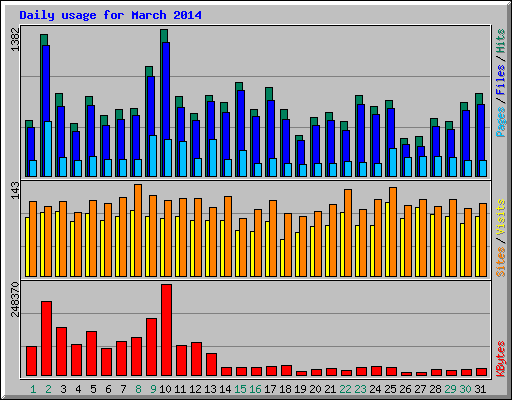 Daily usage for March 2014
1382
Pages/Files/Hits
143
Sites/Visits
248370
KBytes
1 2 3 4 5 6 7 8 9 10 11 12 13 14 15 16 17 18 19 20 21 22 23 24 25 26 27 28 29 30 31